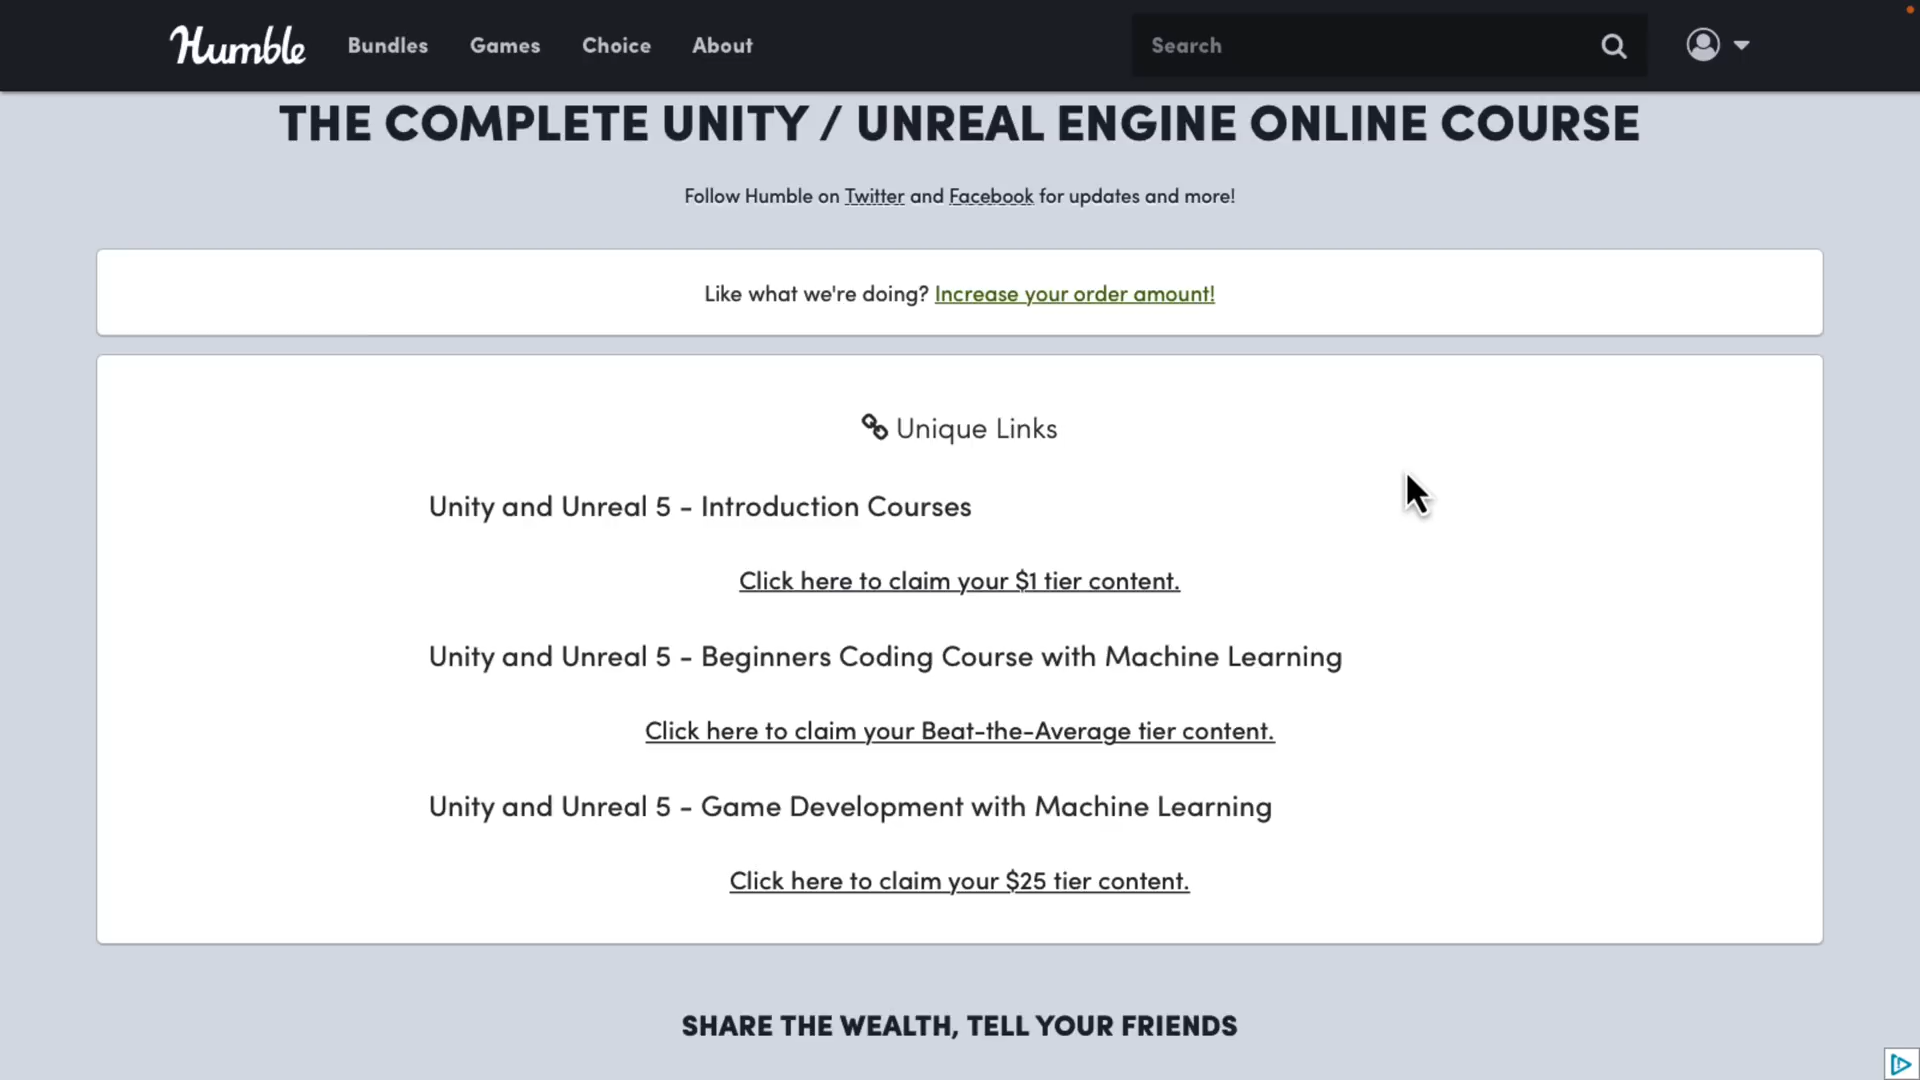 Humble Bundles Games Choice About Search
THE COMPLETE UNITY / UNREAL ENGINE ONLINE COURSE
Follow Humble on Twitter and Facebook for updates and more!
Like what we're doing? Increase your order amount!
Unique Links
Unity and Unreal 5 - Introduction Courses
Click here to claim your $1 tier content.
Unity and Unreal 5 - Beginners Coding Course with Machine Learning
Click here to claim your Beat-the-Average tier content.
Unity and Unreal 5 - Game Development with Machine Learning
Click here to claim your $25 tier content.
SHARE THE WEALTH, TELL YOUR FRIENDS